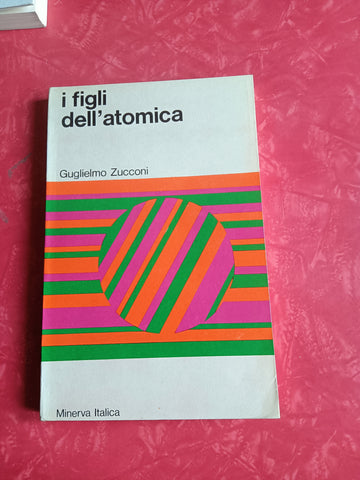 i figli
dell'atomica
Guglielmo Zucconi
Minerva Italica